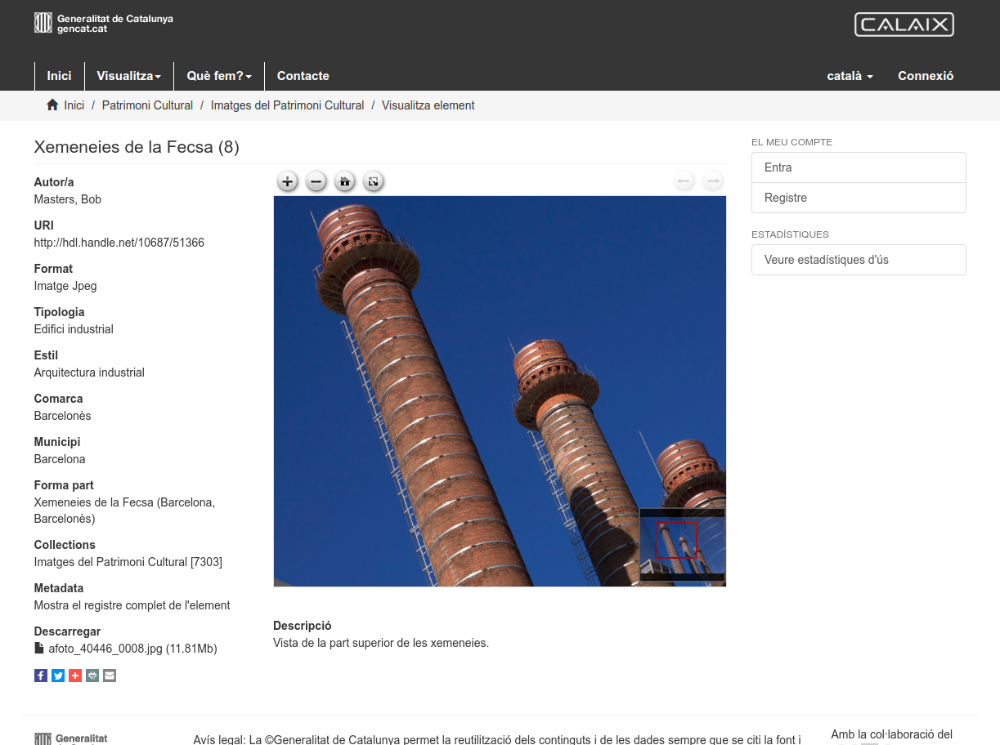 Generalitat de Catalunya
gencat.cat
CALAIX
Inici
Visualitza
Què fem?
Contacte
català
Connexió
Inici / Patrimoni Cultural / Imatges del Patrimoni Cultural / Visualitza element
Xemeneies de la Fecsa (8)
Autor/a
Masters, Bob
URI
http://hdl.handle.net/10687/51366
Format
Imatge Jpeg
Tipologia
Edifici industrial
Estil
Arquitectura industrial
Comarca
Barcelonès
Municipi
Barcelona
Forma part
Xemeneies de la Fecsa (Barcelona,
Barcelonès)
Collections
Imatges del Patrimoni Cultural [7303]
Metadata
Mostra el registre complet de l'element
Descarregar
afoto_40446_0008.jpg (11.81Mb)
Descripció
Vista de la part superior de les xemeneies.
EL MEU COMPTE
Entra
Registre
ESTADÍSTIQUES
Veure estadístiques d'ús
Generalitat
Avís legal: La ©Generalitat de Catalunya permet la reutilització dels continguts i de les dades sempre que se citi la font i
Amb la col·laboració del